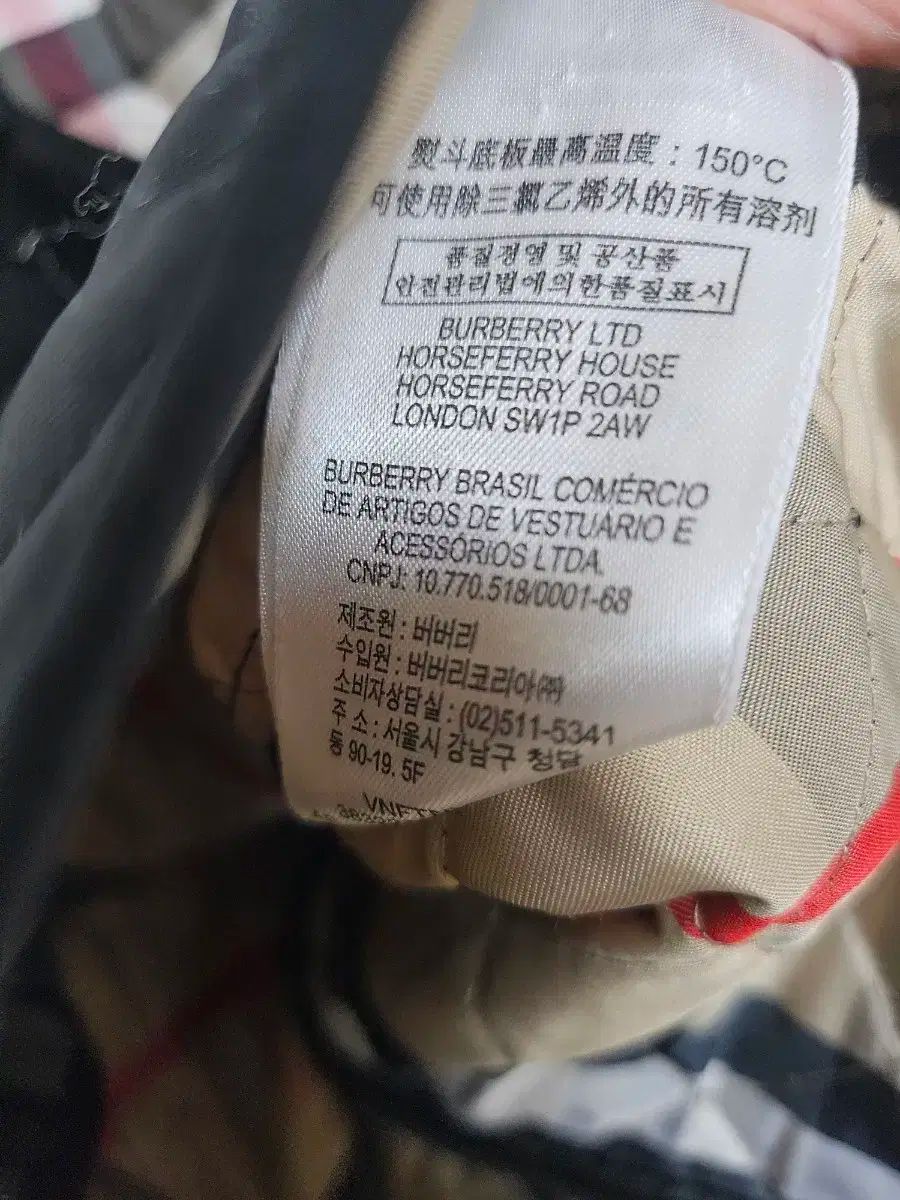 熨斗底板最高温度：150°C
可使用除三氯乙烯外的所有溶剂
품질경영 및 공산품
안전관리법에의한품질표시
BURBERRY LTD
HORSEFERRY HOUSE
HORSEFERRY ROAD
LONDON SW1P 2AW
BURBERRY BRASIL COMÉRCIO
DE ARTIGOS DE VESTUÁRIO E
ACESSÓRIOS LTDA.
CNPJ: 10.770.518/0001-68
제조원 : 버버리
수입원 : 버버리코리아㈜
소비자상담실 : (02)511-5341
주 소 : 서울시 강남구 청담
동 90-19. 5F